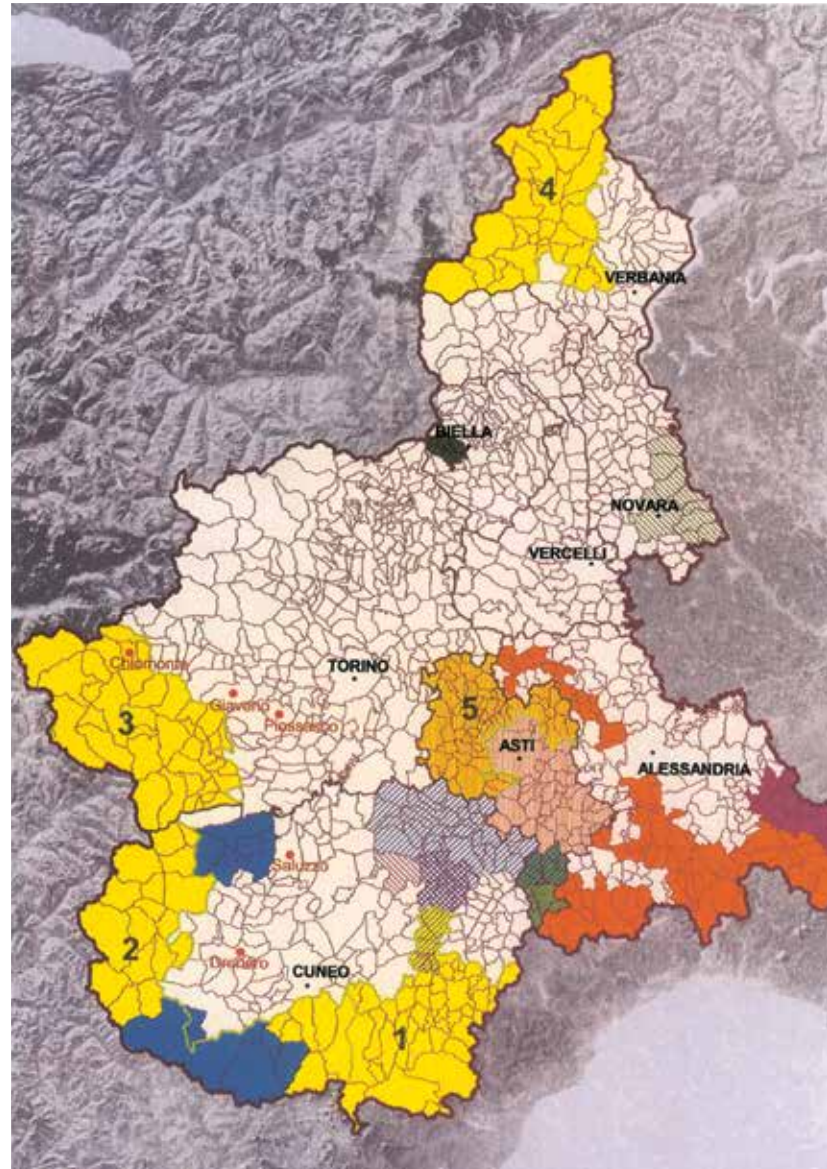 4
VERBANIA
BIELLA
NOVARA
VERCELLI
Chiomonte
TORINO
Giaveno
3
Piossasco
5
ASTI
ALESSANDRIA
Saluzzo
2
Dronero
CUNEO
1